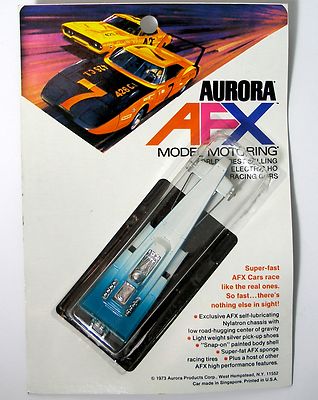 426 C.I.
AURORA®
AFX
MODEL MOTORING®
WORLD'S BEST SELLING
ELECTRIC HO
RACING CARS
Super-fast
AFX Cars race
like the real ones.
So fast...there's
nothing else in sight!
• Exclusive AFX self-lubricating
Nylatron chassis with
low road-hugging center of gravity
• Light weight silver pick-up shoes
• "Snap-on" painted body shell
• Super-fat AFX sponge
racing tires • Plus a host of other
AFX high performance features.
© 1973 Aurora Products Corp., West Hempstead, N.Y. 11552
Car made in Singapore. Printed in U.S.A.